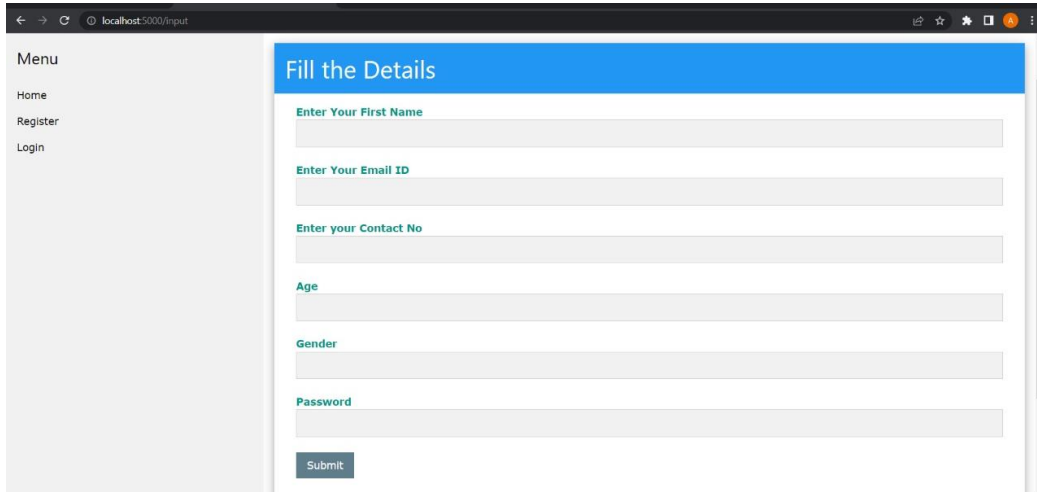 localhost:5000/input
A
Menu
Home
Register
Login
Fill the Details
Enter Your First Name
Enter Your Email ID
Enter your Contact No
Age
Gender
Password
Submit